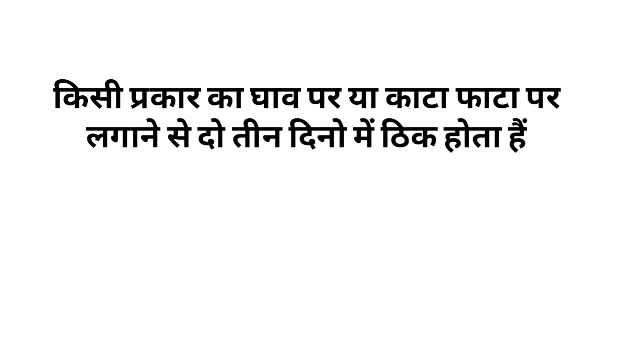 किसी प्रकार का घाव पर या काटा फाटा पर
लगाने से दो तीन दिनो में ठिक होता हैं